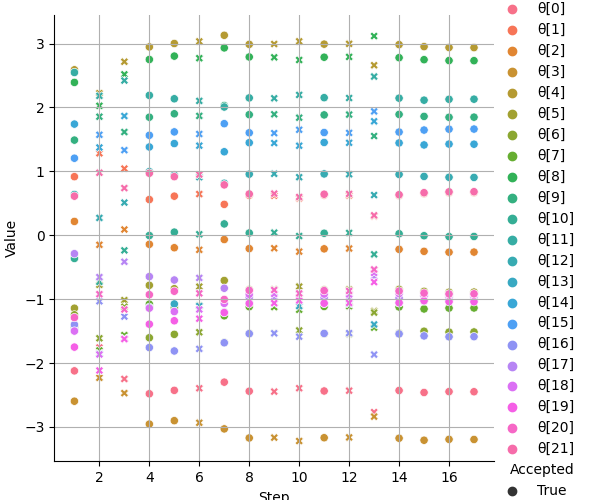 3
2
1
0
−1
−2
−3
Value
2
4
6
8
10
12
14
16
Step
θ[0]
θ[1]
θ[2]
θ[3]
θ[4]
θ[5]
θ[6]
θ[7]
θ[8]
θ[9]
θ[10]
θ[11]
θ[12]
θ[13]
θ[14]
θ[15]
θ[16]
θ[17]
θ[18]
θ[19]
θ[20]
θ[21]
Accepted
True